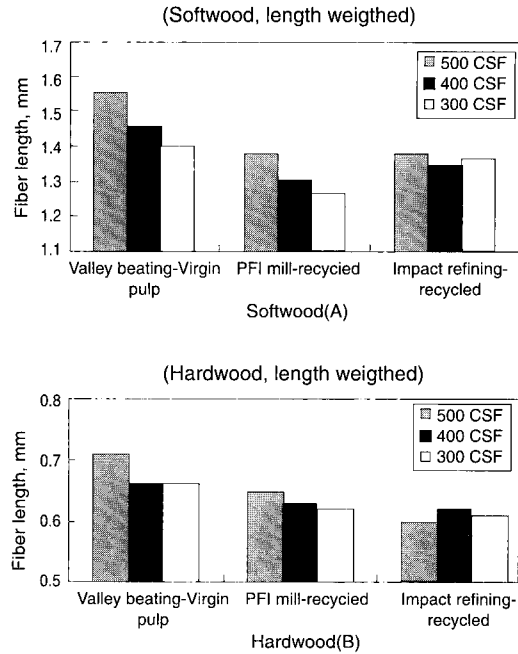 (Softwood, length weigthed)
1.7
1.6
1.5
1.4
1.3
1.2
1.1
Fiber length, mm
500 CSF
400 CSF
300 CSF
Valley beating-Virgin
pulp
PFI mill-recycied
Impact refining-
recycled
Softwood(A)
(Hardwood, length weigthed)
0.8
0.7
0.6
0.5
Fiber length, mm
500 CSF
400 CSF
300 CSF
Valley beating-Virgin
pulp
PFI mill-recycied
Impact refining-
recycled
Hardwood(B)